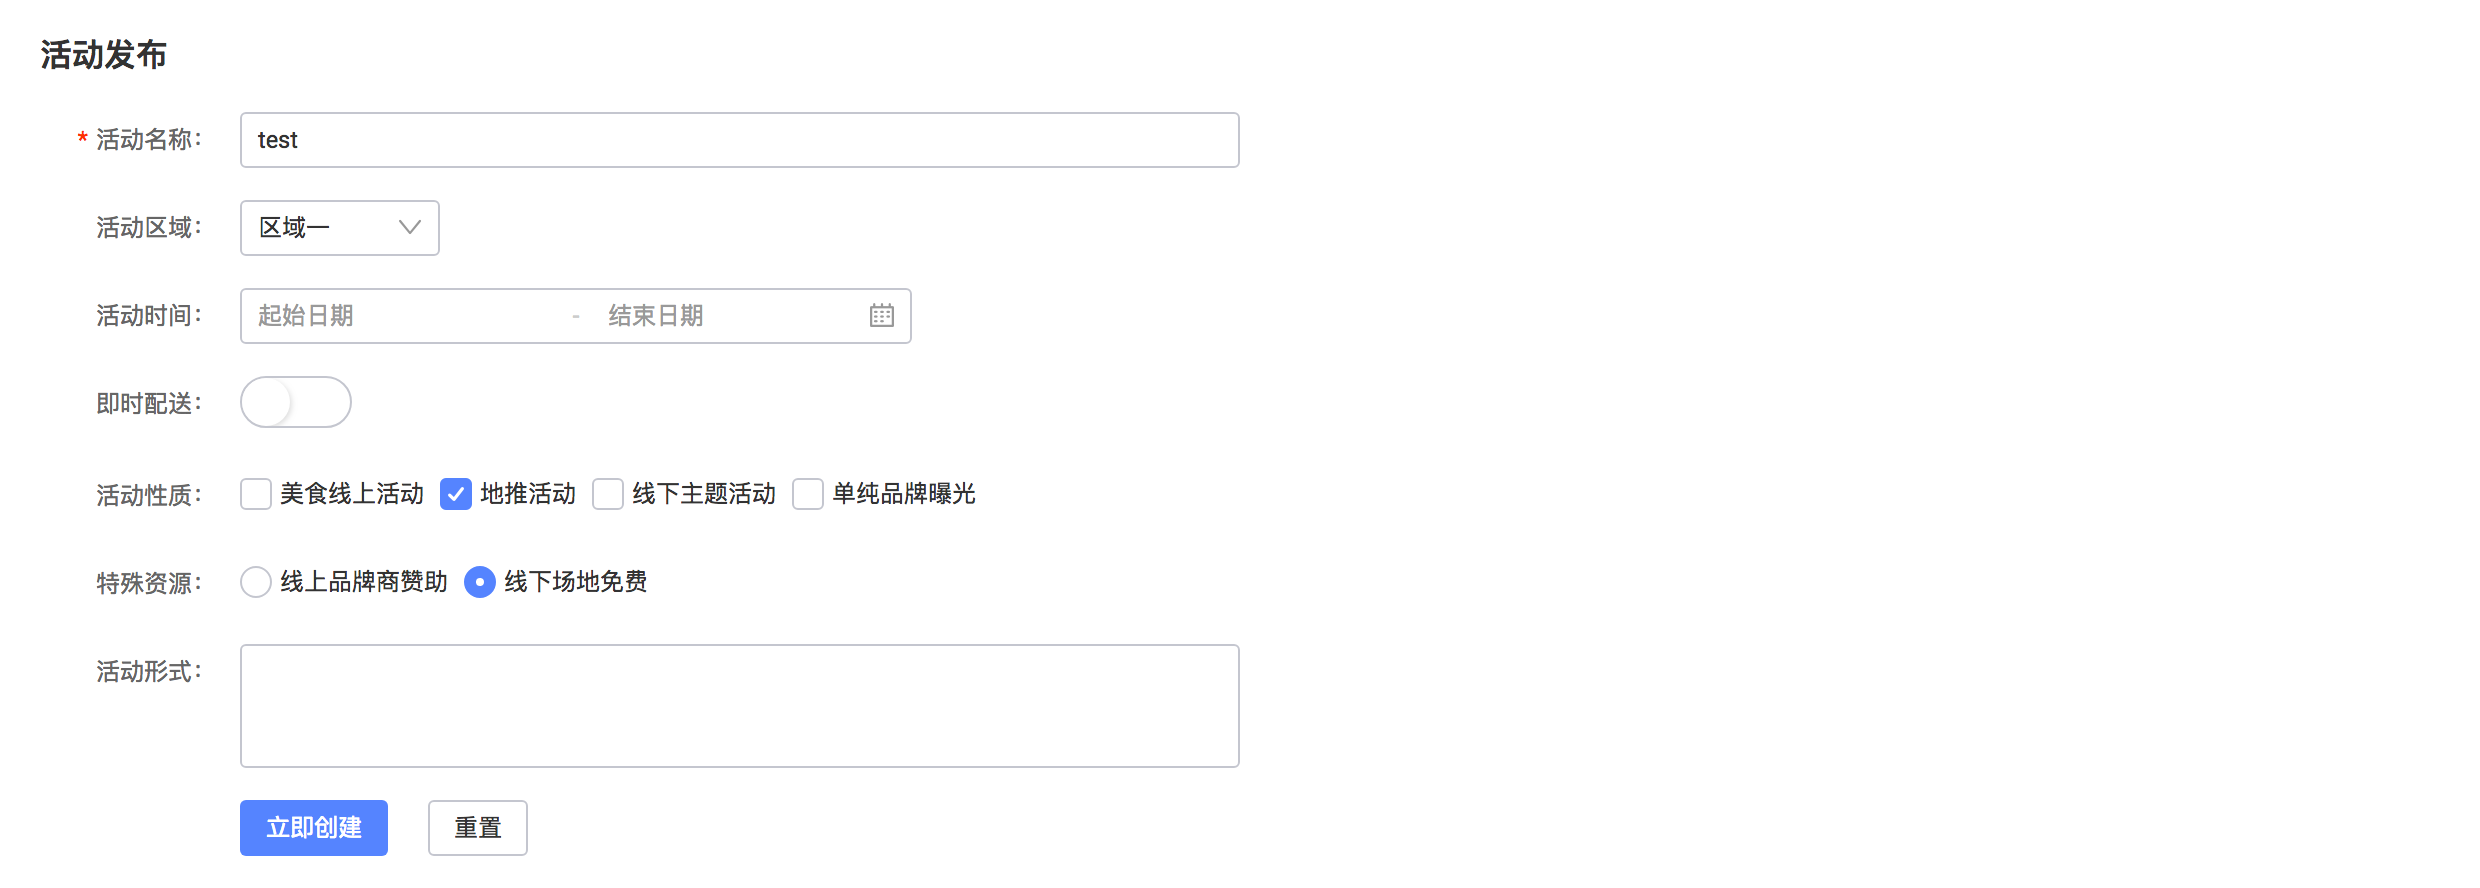 活动发布
* 活动名称： test
活动区域： 区域一
活动时间： 起始日期 - 结束日期
即时配送：
活动性质： 美食线上活动 地推活动 线下主题活动 单纯品牌曝光
特殊资源： 线上品牌商赞助 线下场地免费
活动形式：
立即创建 重置